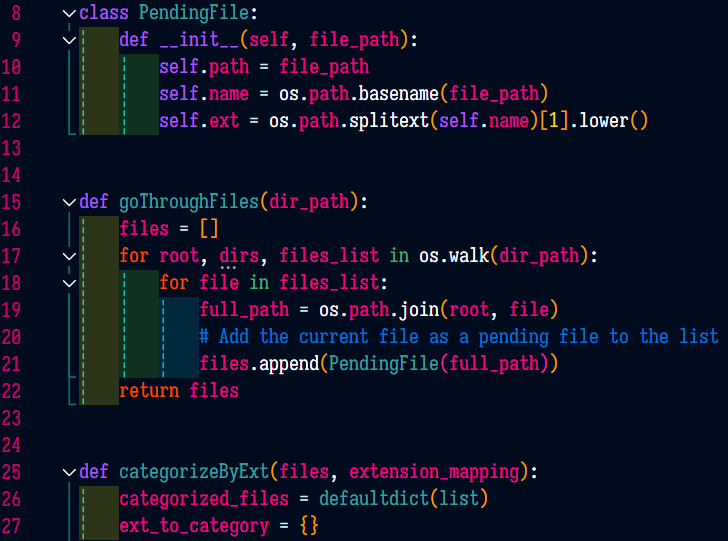 8 class PendingFile:
9     def __init__(self, file_path):
10         self.path = file_path
11         self.name = os.path.basename(file_path)
12         self.ext = os.path.splitext(self.name)[1].lower()
13
14
15 def goThroughFiles(dir_path):
16     files = []
17     for root, dirs, files_list in os.walk(dir_path):
18         for file in files_list:
19             full_path = os.path.join(root, file)
20             # Add the current file as a pending file to the list
21             files.append(PendingFile(full_path))
22     return files
23
24
25 def categorizeByExt(files, extension_mapping):
26     categorized_files = defaultdict(list)
27     ext_to_category = {}